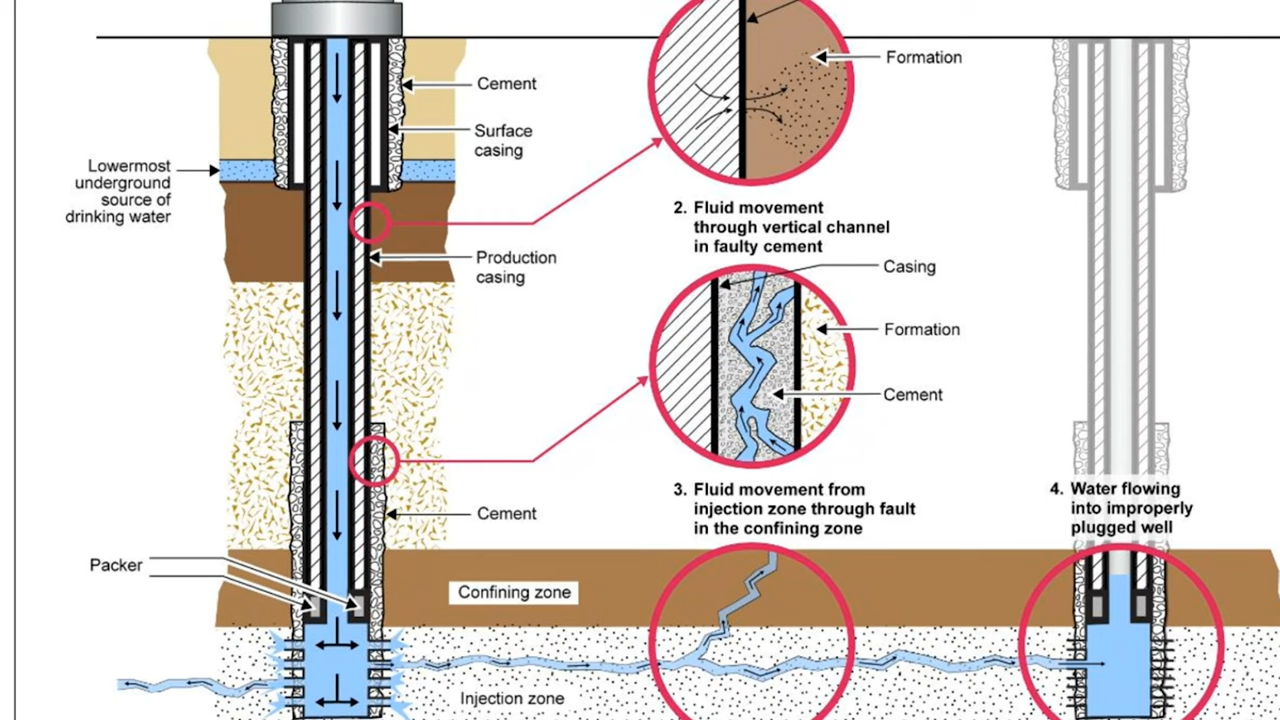 Formation
Cement
Surface
casing
Lowermost
underground
source of
drinking water
2. Fluid movement
through vertical channel
in faulty cement
Production
casing
Casing
Formation
Cement
3. Fluid movement from
injection zone through fault
in the confining zone
4. Water flowing
into improperly
plugged well
Cement
Packer
Confining zone
Injection zone